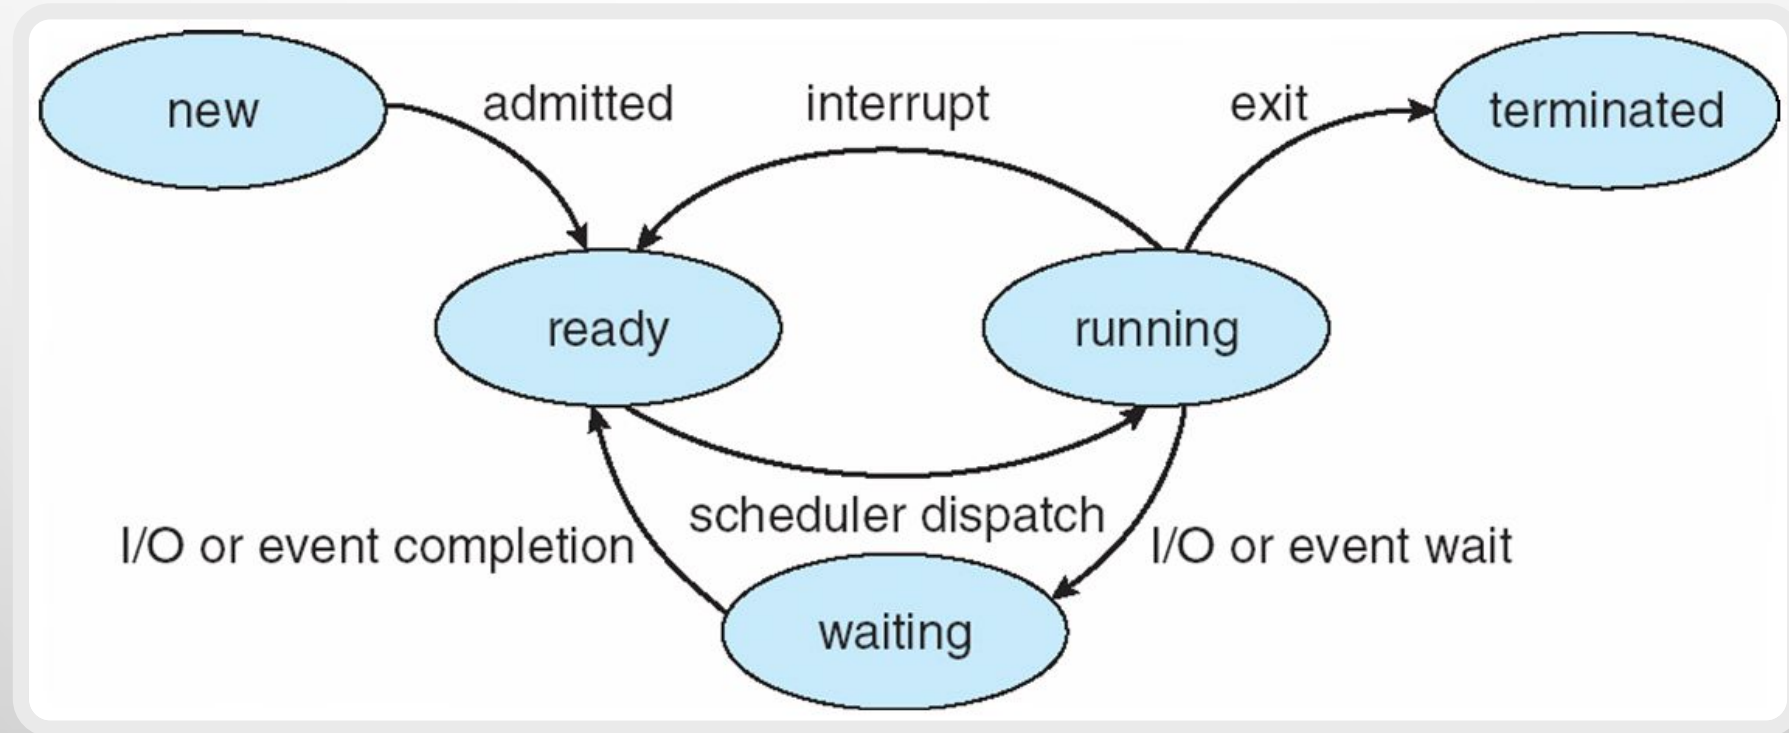 new
admitted
interrupt
exit
terminated
ready
running
scheduler dispatch
I/O or event completion
I/O or event wait
waiting